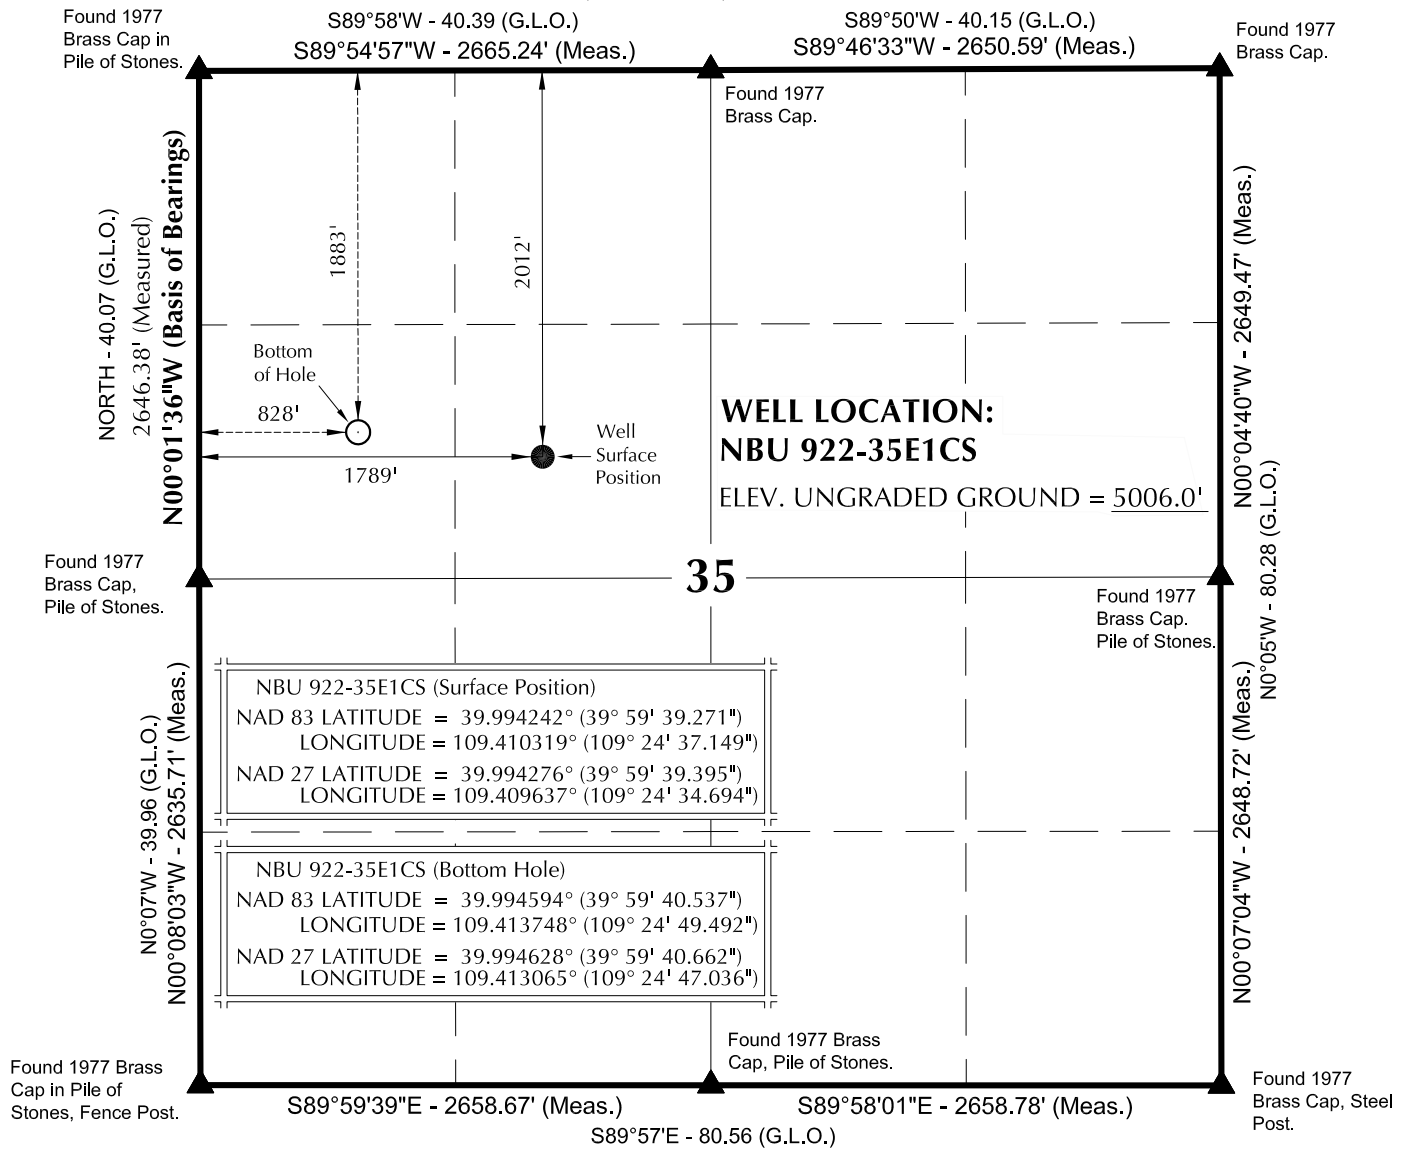 Found 1977
Brass Cap in
Pile of Stones.
S89°58'W - 40.39 (G.L.O.)
S89°54'57"W - 2665.24' (Meas.)
S89°50'W - 40.15 (G.L.O.)
S89°46'33"W - 2650.59' (Meas.)
Found 1977
Brass Cap.
Found 1977
Brass Cap.
NORTH - 40.07 (G.L.O.)
2646.38' (Measured)
N00°01'36"W (Basis of Bearings)
1883'
2012'
Bottom
of Hole
828'
1789'
Well
Surface
Position
WELL LOCATION:
NBU 922-35E1CS
ELEV. UNGRADED GROUND = 5006.0'
N00°04'40"W - 2649.47' (Meas.)
N0°05'W - 80.28 (G.L.O.)
Found 1977
Brass Cap,
Pile of Stones.
35
Found 1977
Brass Cap.
Pile of Stones.
NBU 922-35E1CS (Surface Position)
NAD 83 LATITUDE = 39.994242° (39° 59' 39.271")
LONGITUDE = 109.410319° (109° 24' 37.149")
NAD 27 LATITUDE = 39.994276° (39° 59' 39.395")
LONGITUDE = 109.409637° (109° 24' 34.694")
NBU 922-35E1CS (Bottom Hole)
NAD 83 LATITUDE = 39.994594° (39° 59' 40.537")
LONGITUDE = 109.413748° (109° 24' 49.492")
NAD 27 LATITUDE = 39.994628° (39° 59' 40.662")
LONGITUDE = 109.413065° (109° 24' 47.036")
N0°07'W - 39.96 (G.L.O.)
N00°08'03"W - 2635.71' (Meas.)
N00°07'04"W - 2648.72' (Meas.)
Found 1977 Brass
Cap in Pile of
Stones, Fence Post.
Found 1977 Brass
Cap, Pile of Stones.
Found 1977
Brass Cap, Steel
Post.
S89°59'39"E - 2658.67' (Meas.)
S89°58'01"E - 2658.78' (Meas.)
S89°57'E - 80.56 (G.L.O.)